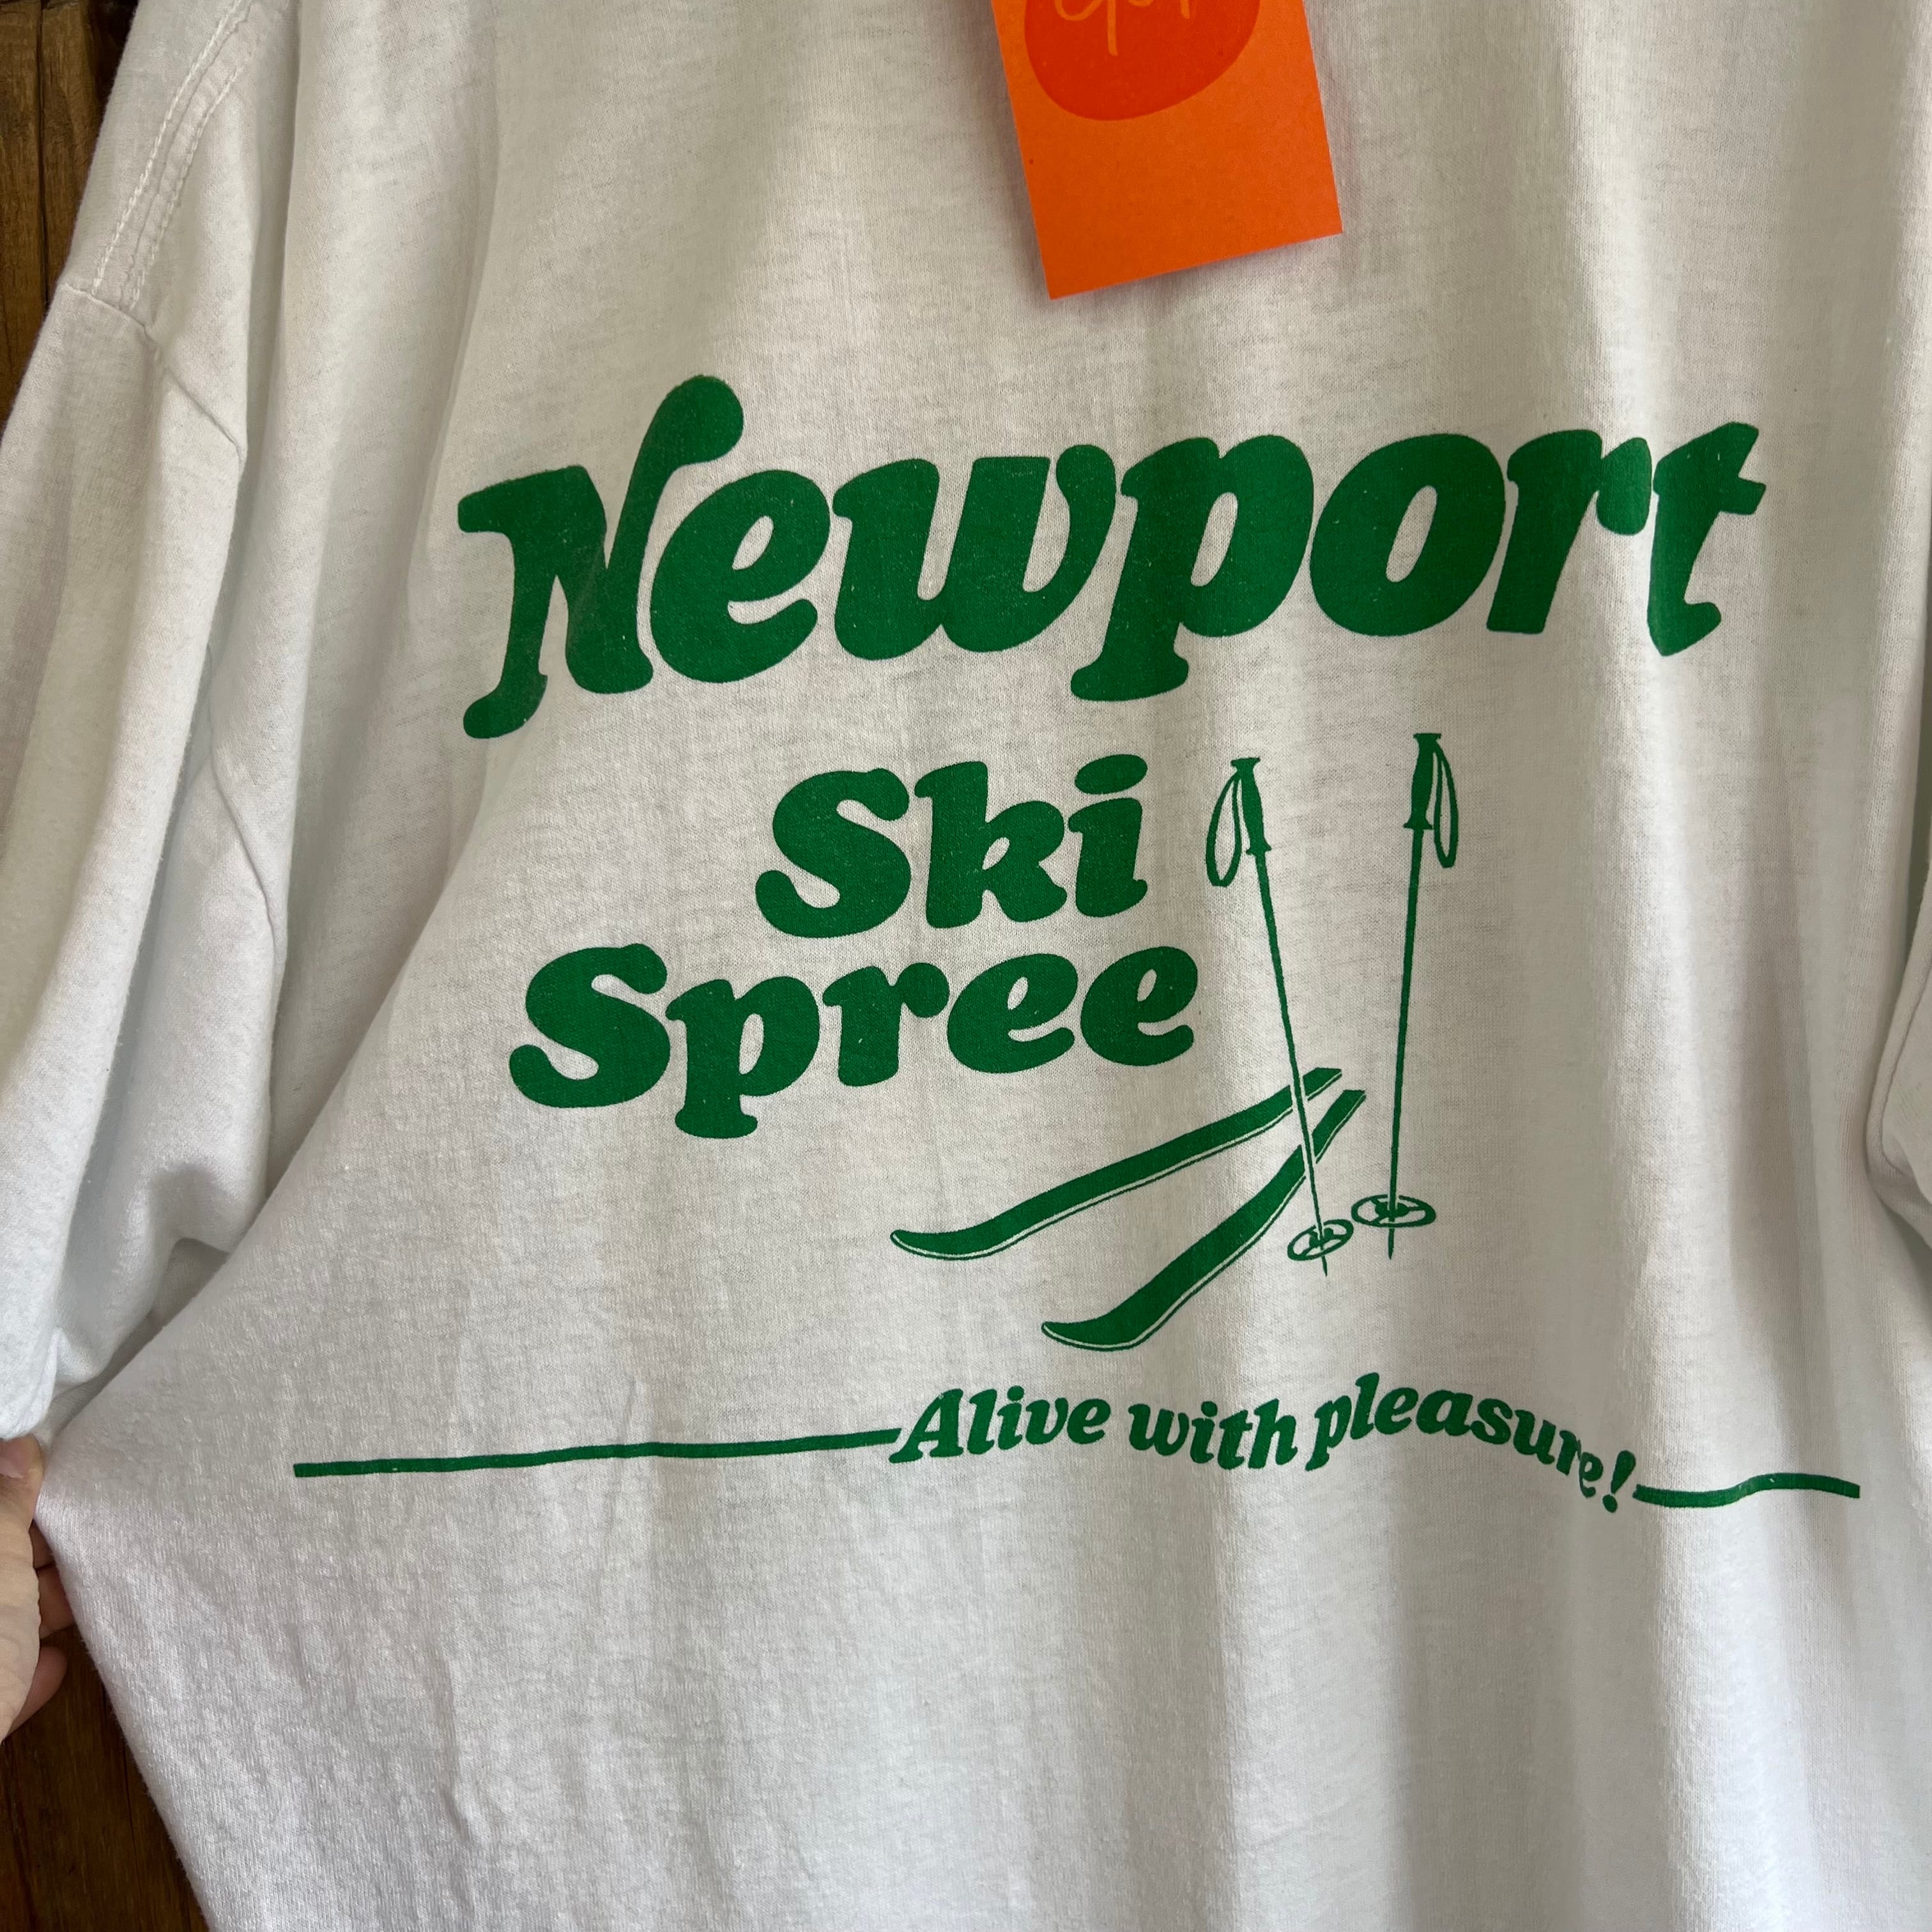 Newport
Ski
Spree
Alive with pleasure!